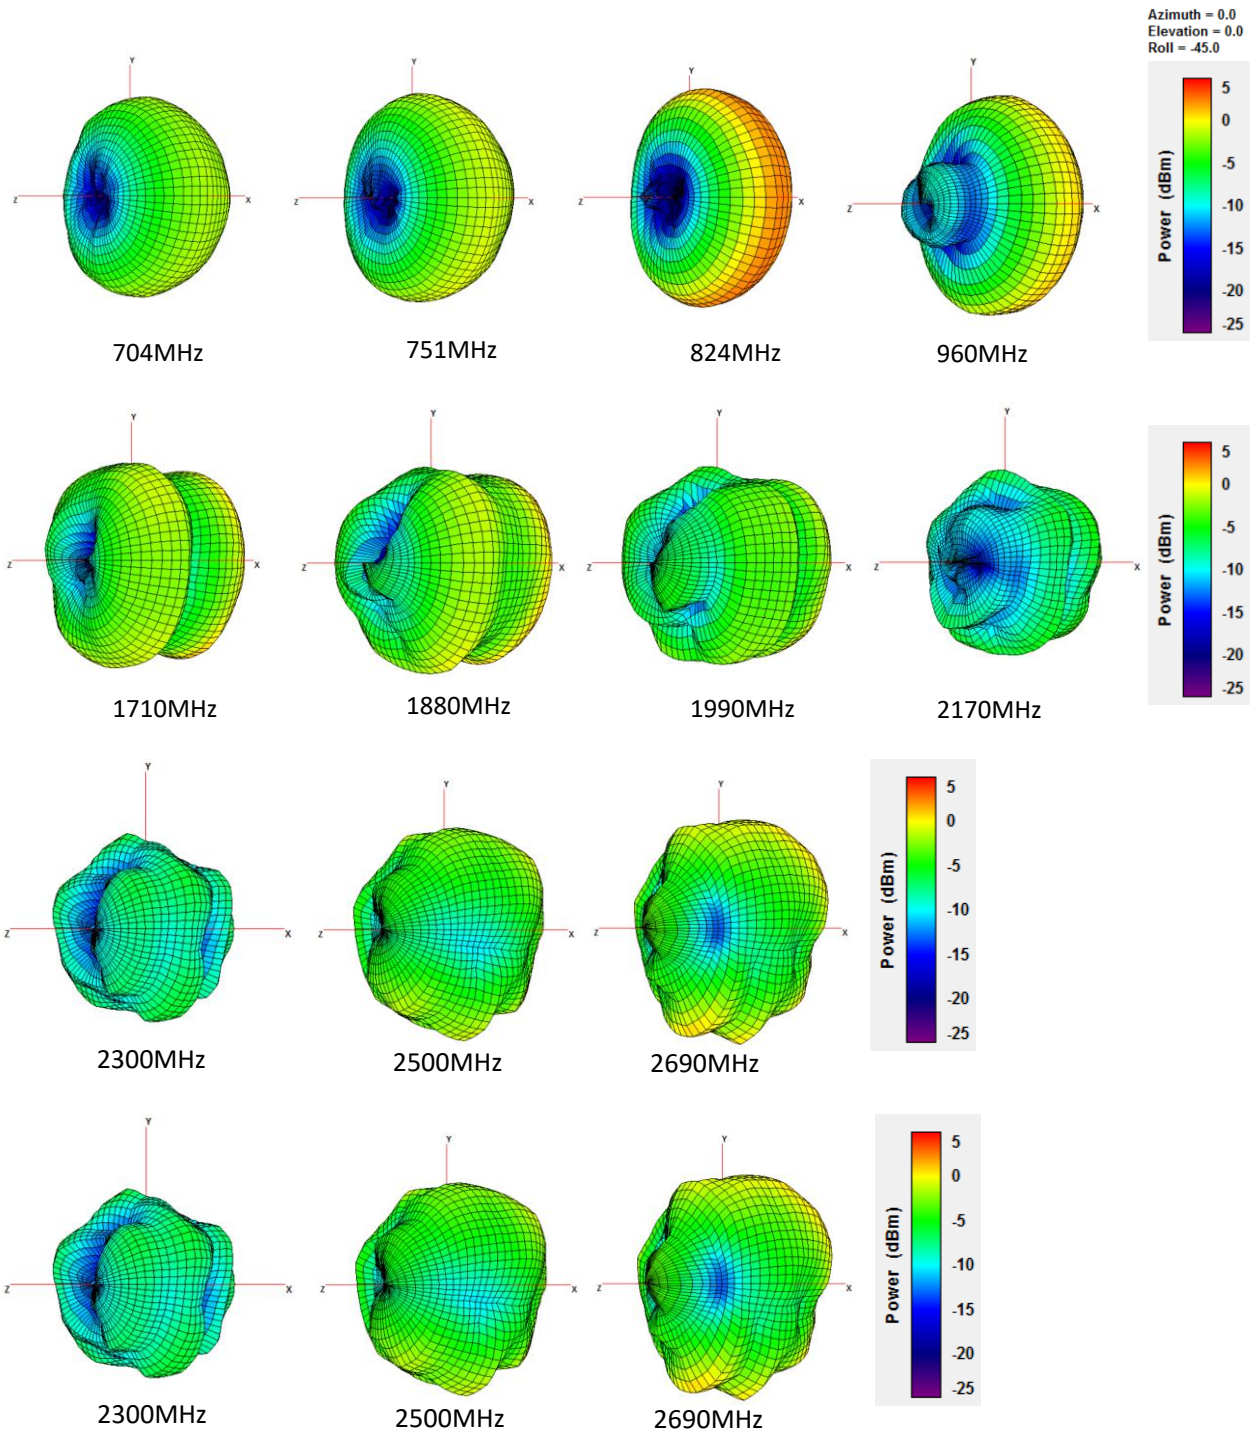 Azimuth = 0.0
Elevation = 0.0
Roll = -45.0
Y
Z
X
704MHz
Y
Z
X
751MHz
Y
Z
X
824MHz
Y
Z
X
960MHz
Power (dBm)
5
0
-5
-10
-15
-20
-25
Y
Z
X
1710MHz
Y
Z
X
1880MHz
Y
Z
X
1990MHz
Y
Z
X
2170MHz
Power (dBm)
5
0
-5
-10
-15
-20
-25
Y
Z
X
2300MHz
Y
Z
X
2500MHz
Y
Z
X
2690MHz
Power (dBm)
5
0
-5
-10
-15
-20
-25
Y
Z
X
2300MHz
Y
Z
X
2500MHz
Y
Z
X
2690MHz
Power (dBm)
5
0
-5
-10
-15
-20
-25